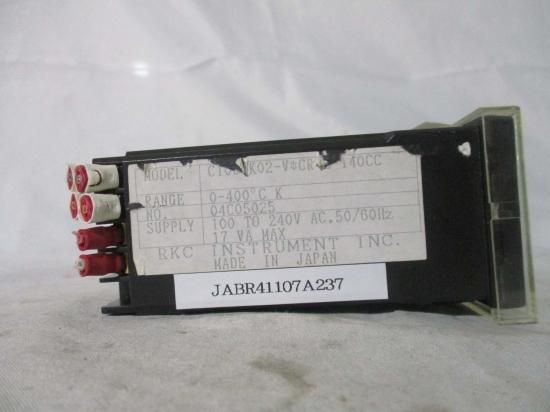 MODEL
RANGE 0-400°C K
NO. 04C05025
SUPPLY 100 TO 240V AC.50/60Hz
17 VA MAX
RKC INSTRUMENT INC.
MADE IN JAPAN
JABR41107A237